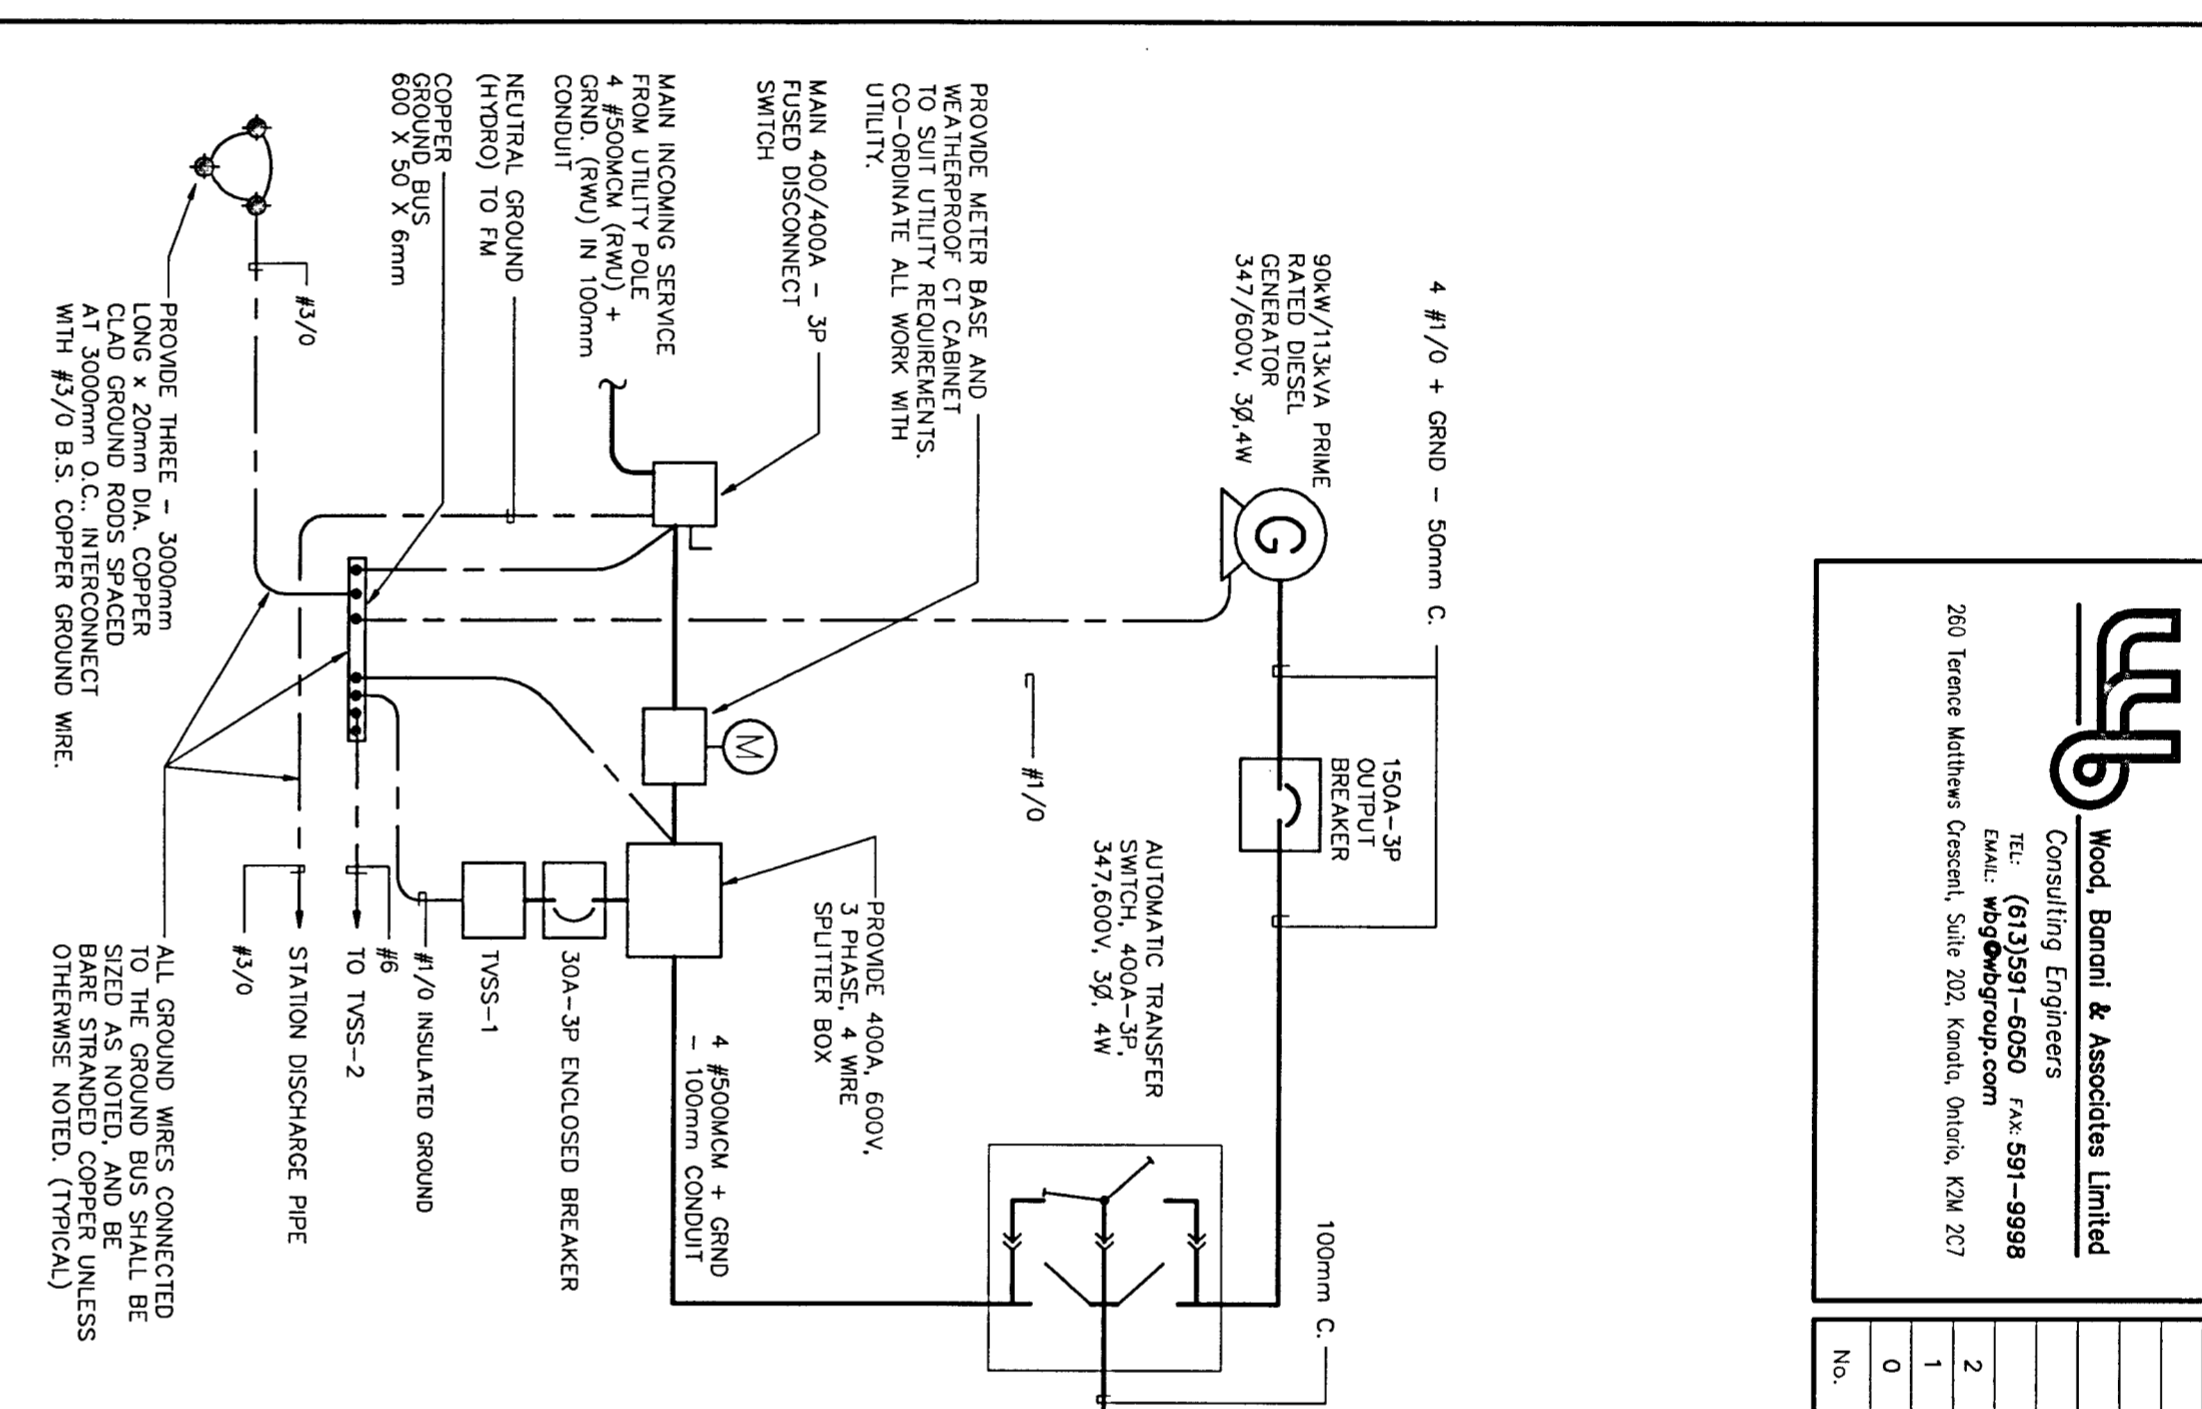 4 #1/0 + GRND - 50mm C.
90kW/113kVA PRIME
RATED DIESEL
GENERATOR
347/600V, 3Ø,4W
G
150A-3P
OUTPUT
BREAKER
#1/0
AUTOMATIC TRANSFER
SWITCH, 400A-3P,
347,600V, 3Ø, 4W
100mm C.
PROVIDE METER BASE AND
WEATHERPROOF CT CABINET
TO SUIT UTILITY REQUIREMENTS.
CO-ORDINATE ALL WORK WITH
UTILITY.
MAIN 400/400A - 3P
FUSED DISCONNECT
SWITCH
MAIN INCOMING SERVICE
FROM UTILITY POLE
4 #500MCM (RWU) +
GRND. (RWU) IN 100mm
CONDUIT
NEUTRAL GROUND
(HYDRO) TO FM
COPPER
GROUND BUS
600 X 50 X 6mm
M
PROVIDE 400A, 600V,
3 PHASE, 4 WIRE
SPLITTER BOX
4 #500MCM + GRND
- 100mm CONDUIT
30A-3P ENCLOSED BREAKER
TVSS-1
#1/0 INSULATED GROUND
#6
TO TVSS-2
STATION DISCHARGE PIPE
#3/0
#3/0
PROVIDE THREE - 3000mm
LONG x 20mm DIA. COPPER
CLAD GROUND RODS SPACED
AT 3000mm O.C.. INTERCONNECT
WITH #3/0 B.S. COPPER GROUND WIRE.
ALL GROUND WIRES CONNECTED
TO THE GROUND BUS SHALL BE
SIZED AS NOTED, AND BE
BARE STRANDED COPPER UNLESS
OTHERWISE NOTED. (TYPICAL)
Wood, Banani & Associates Limited
Consulting Engineers
TEL: (613)591-6050 FAX: 591-9998
EMAIL: wbg@wbgroup.com
260 Terence Matthews Crescent, Suite 202, Kanata, Ontario, K2M 2C7
2
1
0
No.